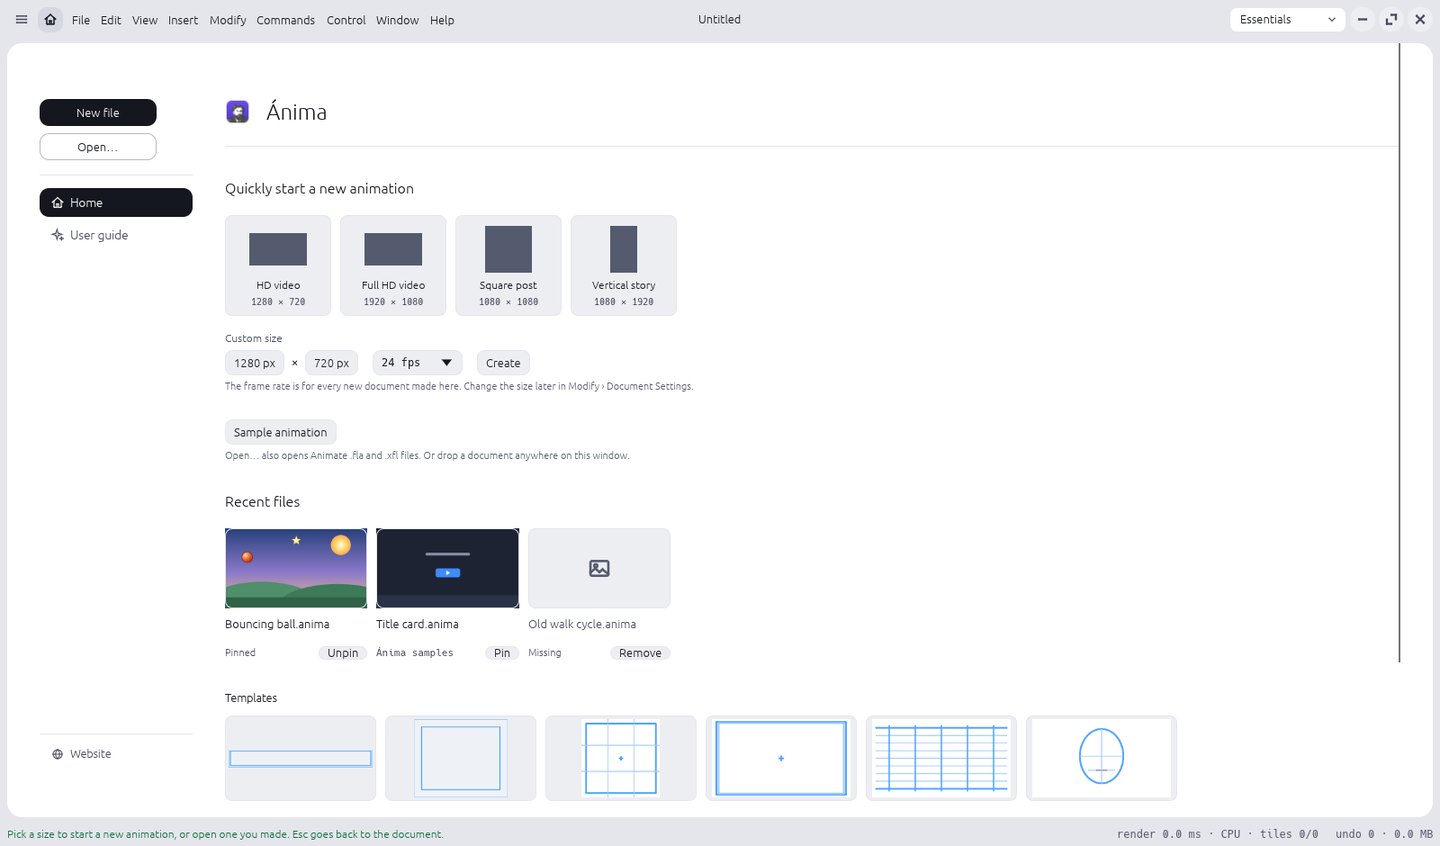 File Edit View Insert Modify Commands Control Window Help
Untitled
Essentials
New file
Open...
Home
User guide
Website
Ánima
Quickly start a new animation
HD video
1280 × 720
Full HD video
1920 × 1080
Square post
1080 × 1080
Vertical story
1080 × 1920
Custom size
1280 px × 720 px 24 fps Create
The frame rate is for every new document made here. Change the size later in Modify › Document Settings.
Sample animation
Open... also opens Animate .fla and .xfl files. Or drop a document anywhere on this window.
Recent files
Bouncing ball.anima
Pinned Unpin
Title card.anima
Ánima samples Pin
Old walk cycle.anima
Missing Remove
Templates
Pick a size to start a new animation, or open one you made. Esc goes back to the document.
render 0.0 ms · CPU · tiles 0/0 undo 0 · 0.0 MB